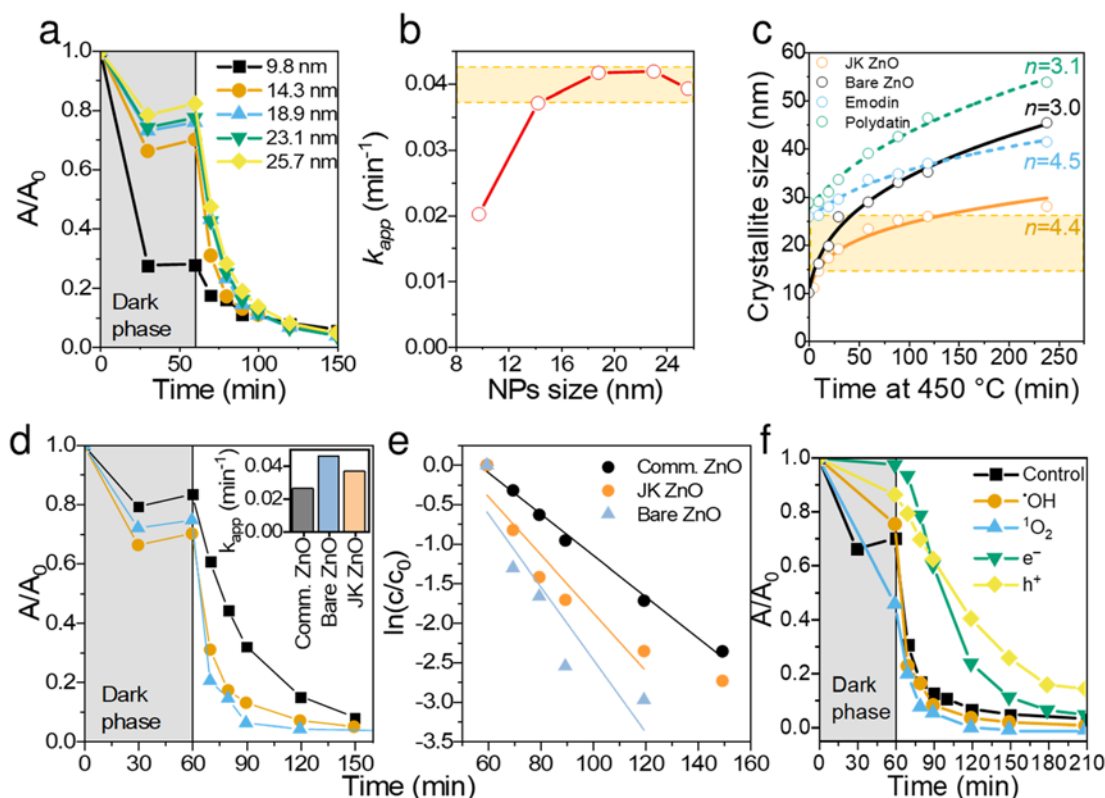 a
A/A0
1.0
0.8
0.6
0.4
0.2
0.0
Dark
phase
9.8 nm
14.3 nm
18.9 nm
23.1 nm
25.7 nm
0 50 100 150
Time (min)
b
kapp (min⁻¹)
0.04
0.03
0.02
0.01
0.00
8 12 16 20 24
NPs size (nm)
c
Crystallite size (nm)
60
50
40
30
20
10
0
JK ZnO
Bare ZnO
Emodin
Polydatin
n=3.1
n=3.0
n=4.5
n=4.4
0 50 100 150 200 250
Time at 450 °C (min)
d
A/A0
1.0
0.8
0.6
0.4
0.2
0.0
Dark
phase
kapp (min⁻¹)
0.04
0.02
0.00
Comm. ZnO
Bare ZnO
JK ZnO
0 30 60 90 120 150
e
ln(c/c0)
0.0
-0.5
-1.0
-1.5
-2.0
-2.5
-3.0
-3.5
Comm. ZnO
JK ZnO
Bare ZnO
60 80 100 120 140 160
Time (min)
f
A/A0
1.0
0.8
0.6
0.4
0.2
0.0
Dark
phase
Control
•OH
¹O2
e⁻
h⁺
0 30 60 90 120 150 180 210
Time (min)